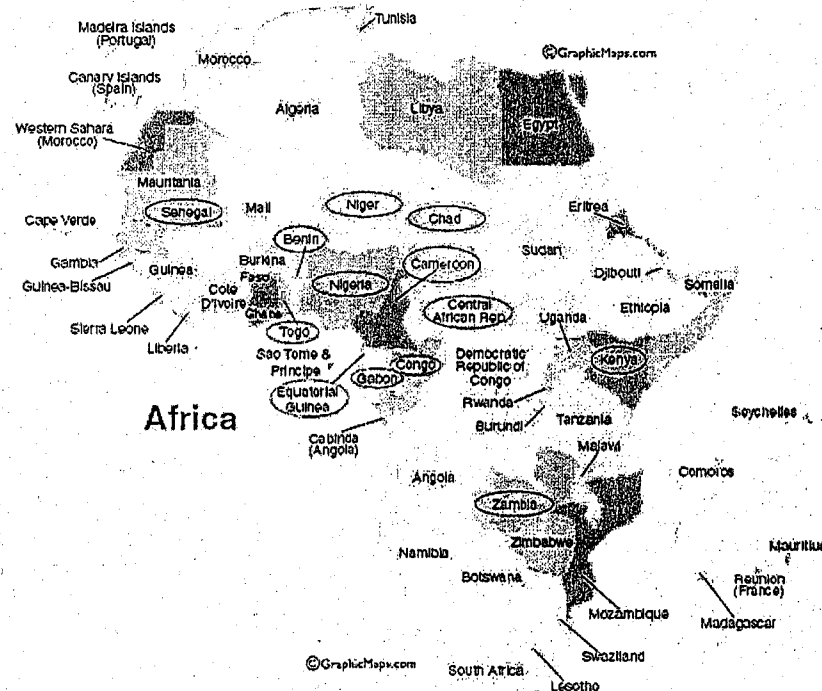 Tunisia
Madeira Islands
(Portugal)
©GraphicMaps.com
Morocco
Canary Islands
(Spain)
Algeria
Libya
Egypt
Western Sahara
(Morocco)
Mauritania
Mali
Niger
Chad
Eritrea
Senegal
Cape Verde
Benin
Sudan
Gambia
Burkina
Faso
Cameroon
Djibouti
Guinea
Guinea-Bissau
Nigeria
Somalia
Cote
D'Ivoire
Ghana
Central
African Rep.
Ethiopia
Uganda
Sierra Leone
Togo
Liberia
Sao Tome &
Principe
Democratic
Republic of
Congo
Kenya
Congo
Gabon
Equatorial
Guinea
Rwanda
Africa
Burundi
Tanzania
Seychelles
Cabinda
(Angola)
Malawi
Angola
Comoros
Zambia
Zimbabwe
Namibia
Mauritius
Botswana
Reunion
(France)
Mozambique
Madagascar
Swaziland
©GraphicMaps.com
South Africa
Lesotho